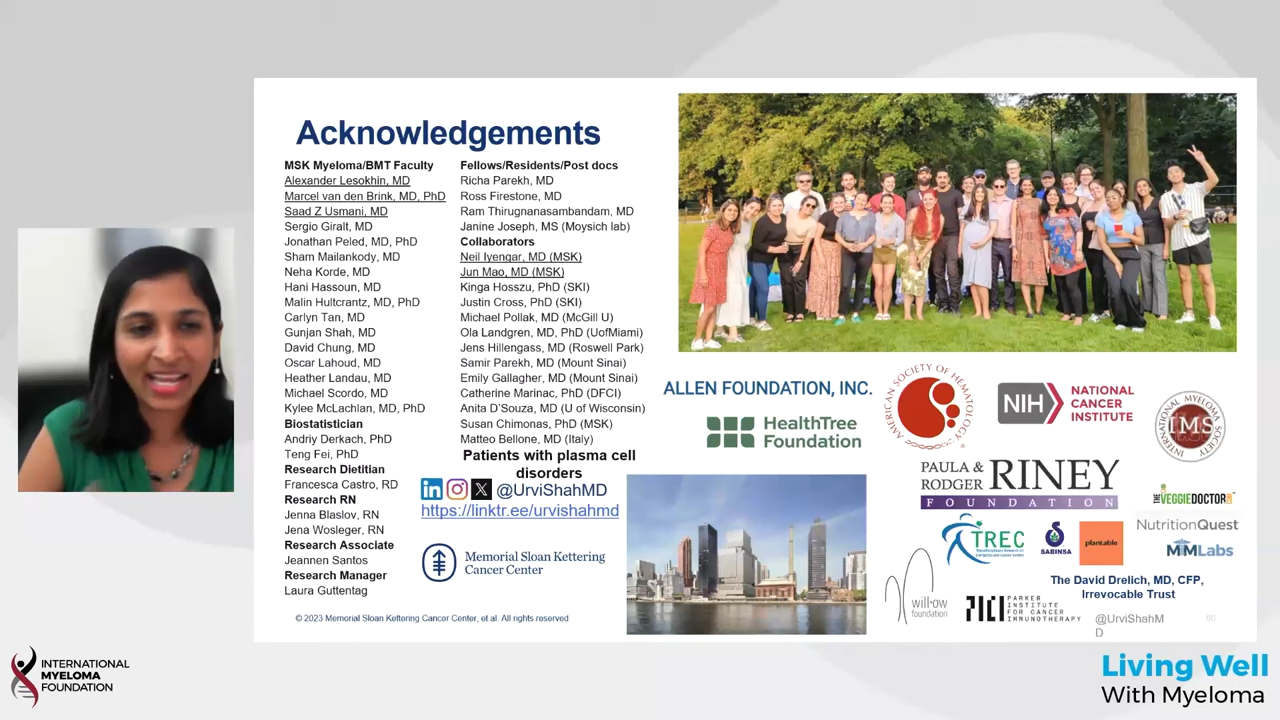 Acknowledgements
MSK Myeloma/BMT Faculty
Alexander Lesokhin, MD
Marcel van den Brink, MD, PhD
Saad Z Usmani, MD
Sergio Giralt, MD
Jonathan Peled, MD, PhD
Sham Mailankody, MD
Neha Korde, MD
Hani Hassoun, MD
Malin Hultcrantz, MD, PhD
Carlyn Tan, MD
Gunjan Shah, MD
David Chung, MD
Oscar Lahoud, MD
Heather Landau, MD
Michael Scordo, MD
Kylee McLachlan, MD, PhD
Biostatistician
Andriy Derkach, PhD
Teng Fei, PhD
Research Dietitian
Francesca Castro, RD
Research RN
Jenna Blaslov, RN
Jena Wosleger, RN
Research Associate
Jeannen Santos
Research Manager
Laura Guttentag
Fellows/Residents/Post docs
Richa Parekh, MD
Ross Firestone, MD
Ram Thirugnanasambandam, MD
Janine Joseph, MS (Moysich lab)
Collaborators
Neil Iyengar, MD (MSK)
Jun Mao, MD (MSK)
Kinga Hosszu, PhD (SKI)
Justin Cross, PhD (SKI)
Michael Pollak, MD (McGill U)
Ola Landgren, MD, PhD (UofMiami)
Jens Hillengass, MD (Roswell Park)
Samir Parekh, MD (Mount Sinai)
Emily Gallagher, MD (Mount Sinai)
Catherine Marinac, PhD (DFCI)
Anita D'Souza, MD (U of Wisconsin)
Susan Chimonas, PhD (MSK)
Matteo Bellone, MD (Italy)
Patients with plasma cell
disorders
in X @UrviShahMD
https://linktr.ee/urvishahmd
Memorial Sloan Kettering
Cancer Center
© 2023 Memorial Sloan Kettering Cancer Center, et al. All rights reserved.
ALLEN FOUNDATION, INC.
HealthTree
Foundation
AMERICAN SOCIETY OF HEMATOLOGY
NIH
NATIONAL
CANCER
INSTITUTE
INTERNATIONAL MYELOMA SOCIETY
IMS
PAULA &
RODGER RINEY
FOUNDATION
THE VEGGIEDOCTOR
TREC
SABINSA
plantable
NutritionQuest
MMLabs
willow
foundation
PICI
PARKER
INSTITUTE
FOR CANCER
IMMUNOTHERAPY
The David Drelich, MD, CFP,
Irrevocable Trust
@UrviShahM
D
INTERNATIONAL
MYELOMA
FOUNDATION
Living Well
With Myeloma